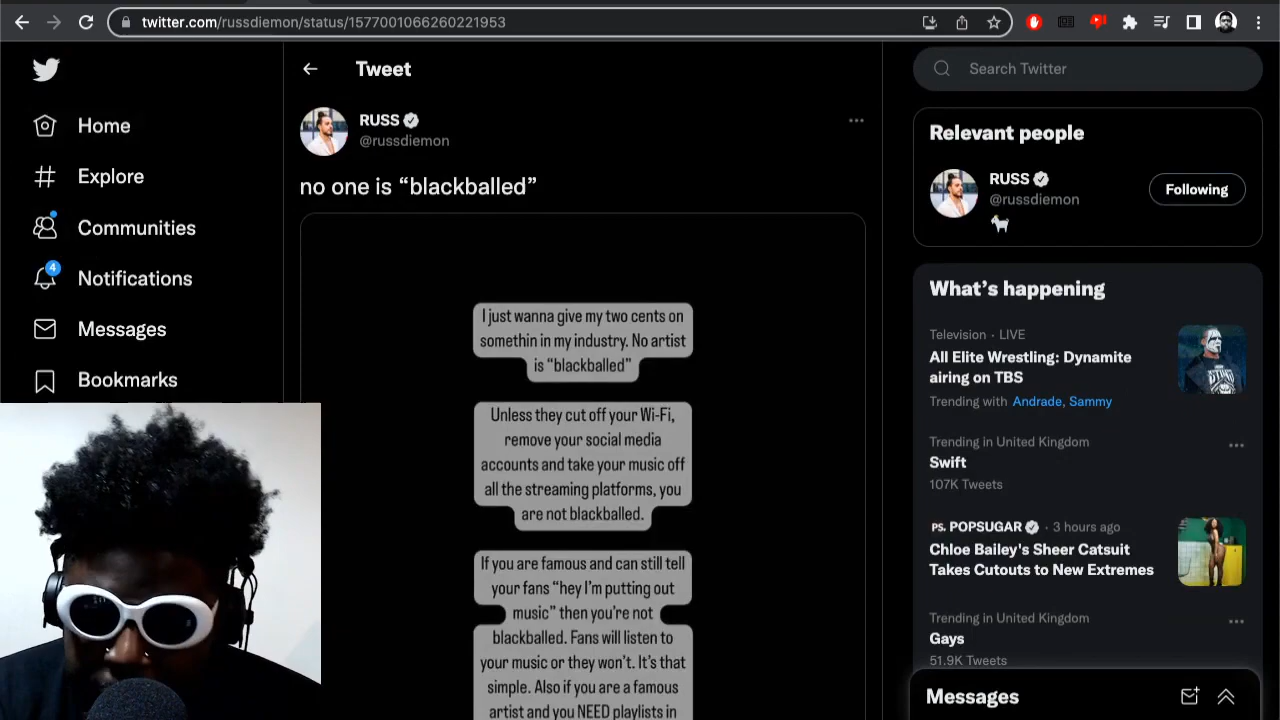 twitter.com/russdiemon/status/1577001066260221953
Home
Explore
Communities
4
Notifications
Messages
Bookmarks
Tweet
RUSS
@russdiemon
no one is “blackballed”
I just wanna give my two cents on
somethin in my industry. No artist
is “blackballed”
Unless they cut off your Wi-Fi,
remove your social media
accounts and take your music off
all the streaming platforms, you
are not blackballed.
If you are famous and can still tell
your fans “hey I’m putting out
music” then you’re not
blackballed. Fans will listen to
your music or they won’t. It’s that
simple. Also if you are a famous
artist and you NEED playlists in
Search Twitter
Relevant people
RUSS
@russdiemon
Following
What’s happening
Television · LIVE
All Elite Wrestling: Dynamite
airing on TBS
Trending with Andrade, Sammy
Trending in United Kingdom
Swift
107K Tweets
PS. POPSUGAR · 3 hours ago
Chloe Bailey's Sheer Catsuit
Takes Cutouts to New Extremes
Trending in United Kingdom
Gays
51.9K Tweets
Messages